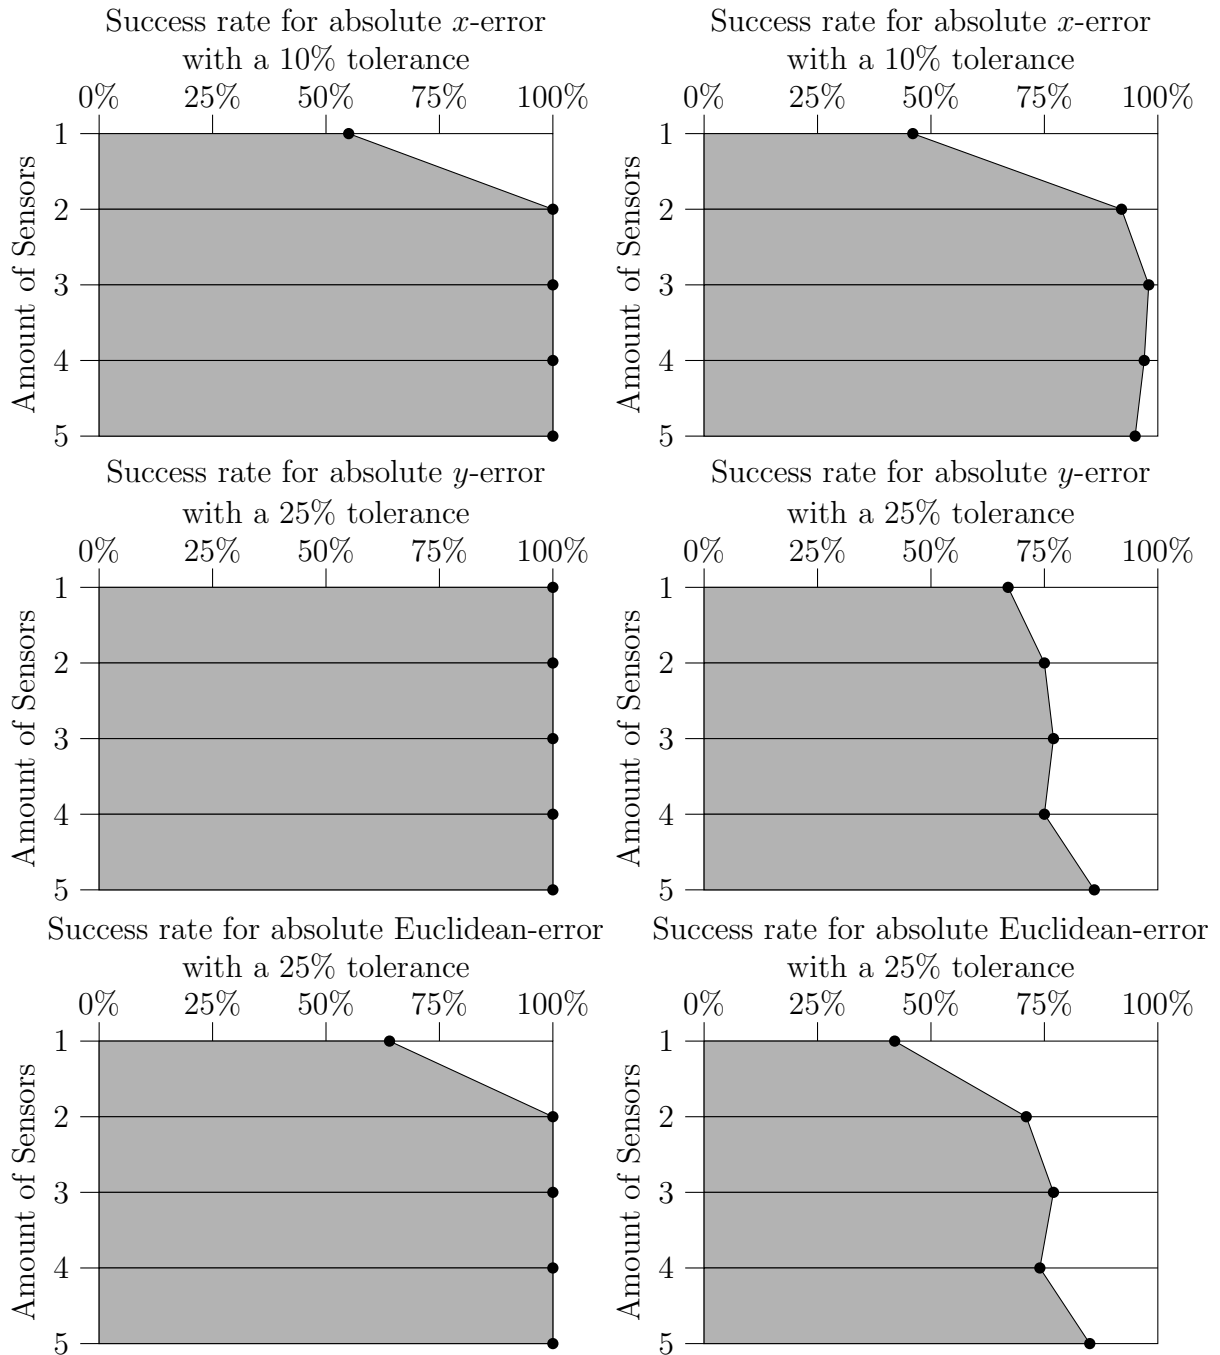 Success rate for absolute x-error
with a 10% tolerance
0% 25% 50% 75% 100%
Amount of Sensors
1
2
3
4
5
Success rate for absolute x-error
with a 10% tolerance
0% 25% 50% 75% 100%
Amount of Sensors
1
2
3
4
5
Success rate for absolute y-error
with a 25% tolerance
0% 25% 50% 75% 100%
Amount of Sensors
1
2
3
4
5
Success rate for absolute y-error
with a 25% tolerance
0% 25% 50% 75% 100%
Amount of Sensors
1
2
3
4
5
Success rate for absolute Euclidean-error
with a 25% tolerance
0% 25% 50% 75% 100%
Amount of Sensors
1
2
3
4
5
Success rate for absolute Euclidean-error
with a 25% tolerance
0% 25% 50% 75% 100%
Amount of Sensors
1
2
3
4
5